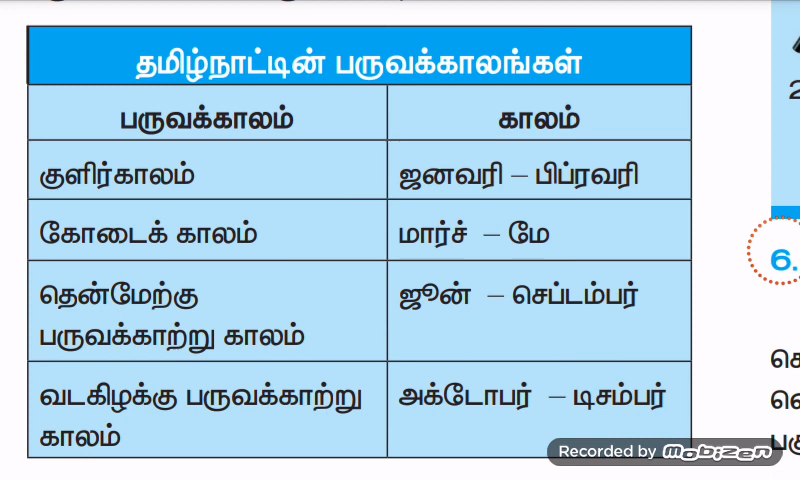 தமிழ்நாட்டின் பருவக்காலங்கள்
பருவக்காலம் காலம்
குளிர்காலம் ஜனவரி – பிப்ரவரி
கோடைக் காலம் மார்ச் – மே
தென்மேற்கு ஜூன் – செப்டம்பர்
பருவக்காற்று காலம்
வடகிழக்கு பருவக்காற்று அக்டோபர் – டிசம்பர்
காலம்
6.
Recorded by Mobizen